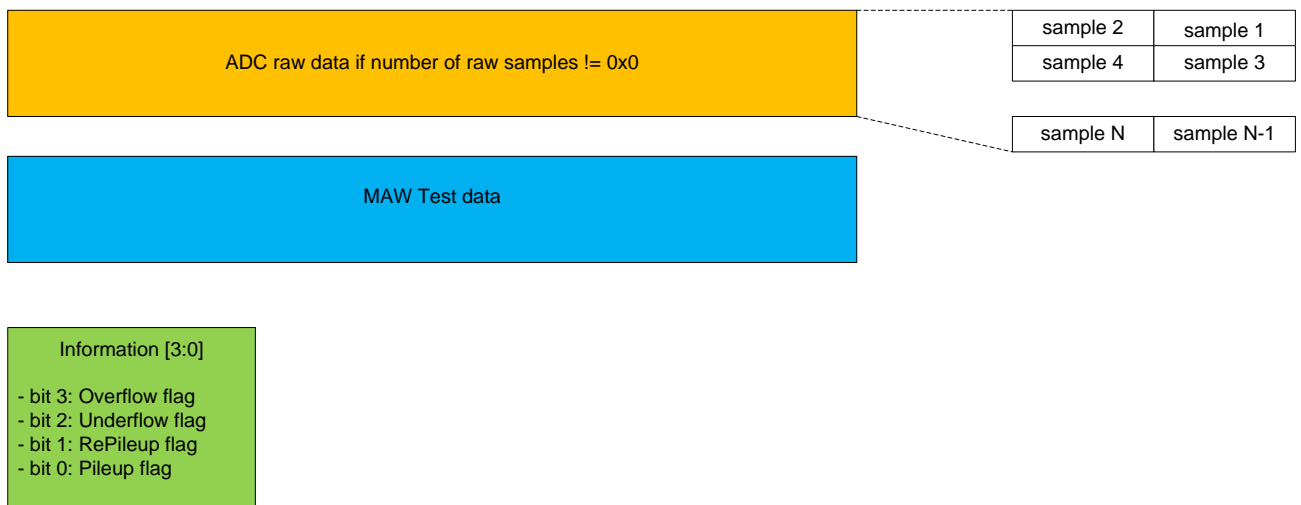 ADC raw data if number of raw samples != 0x0
sample 2 sample 1
sample 4 sample 3
sample N sample N-1
MAW Test data
Information [3:0]
- bit 3: Overflow flag
- bit 2: Underflow flag
- bit 1: RePileup flag
- bit 0: Pileup flag